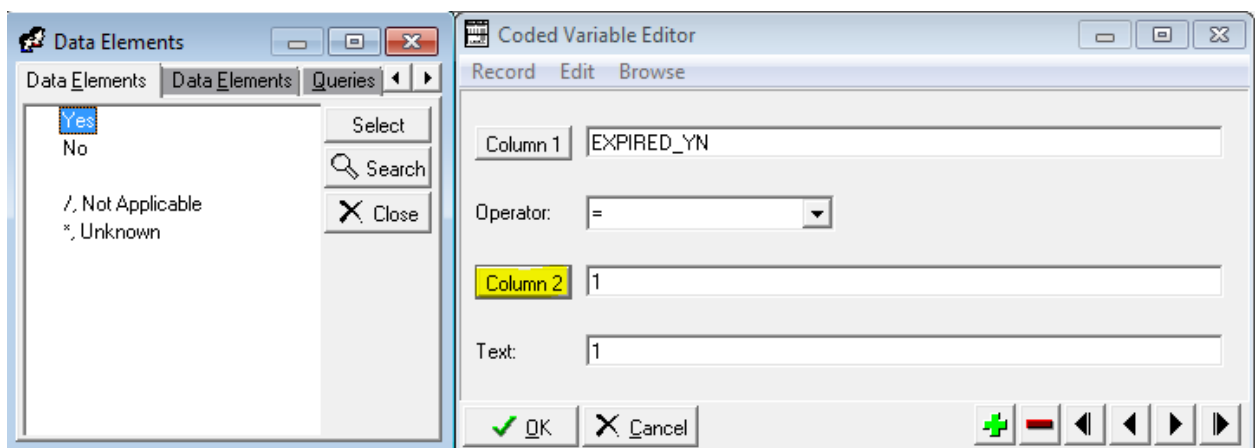 Data Elements
Data Elements
Data Elements
Queries
Yes
No
/, Not Applicable
*, Unknown
Select
Search
Close
Coded Variable Editor
Record Edit Browse
Column 1 EXPIRED_YN
Operator: =
Column 2 1
Text: 1
OK Cancel